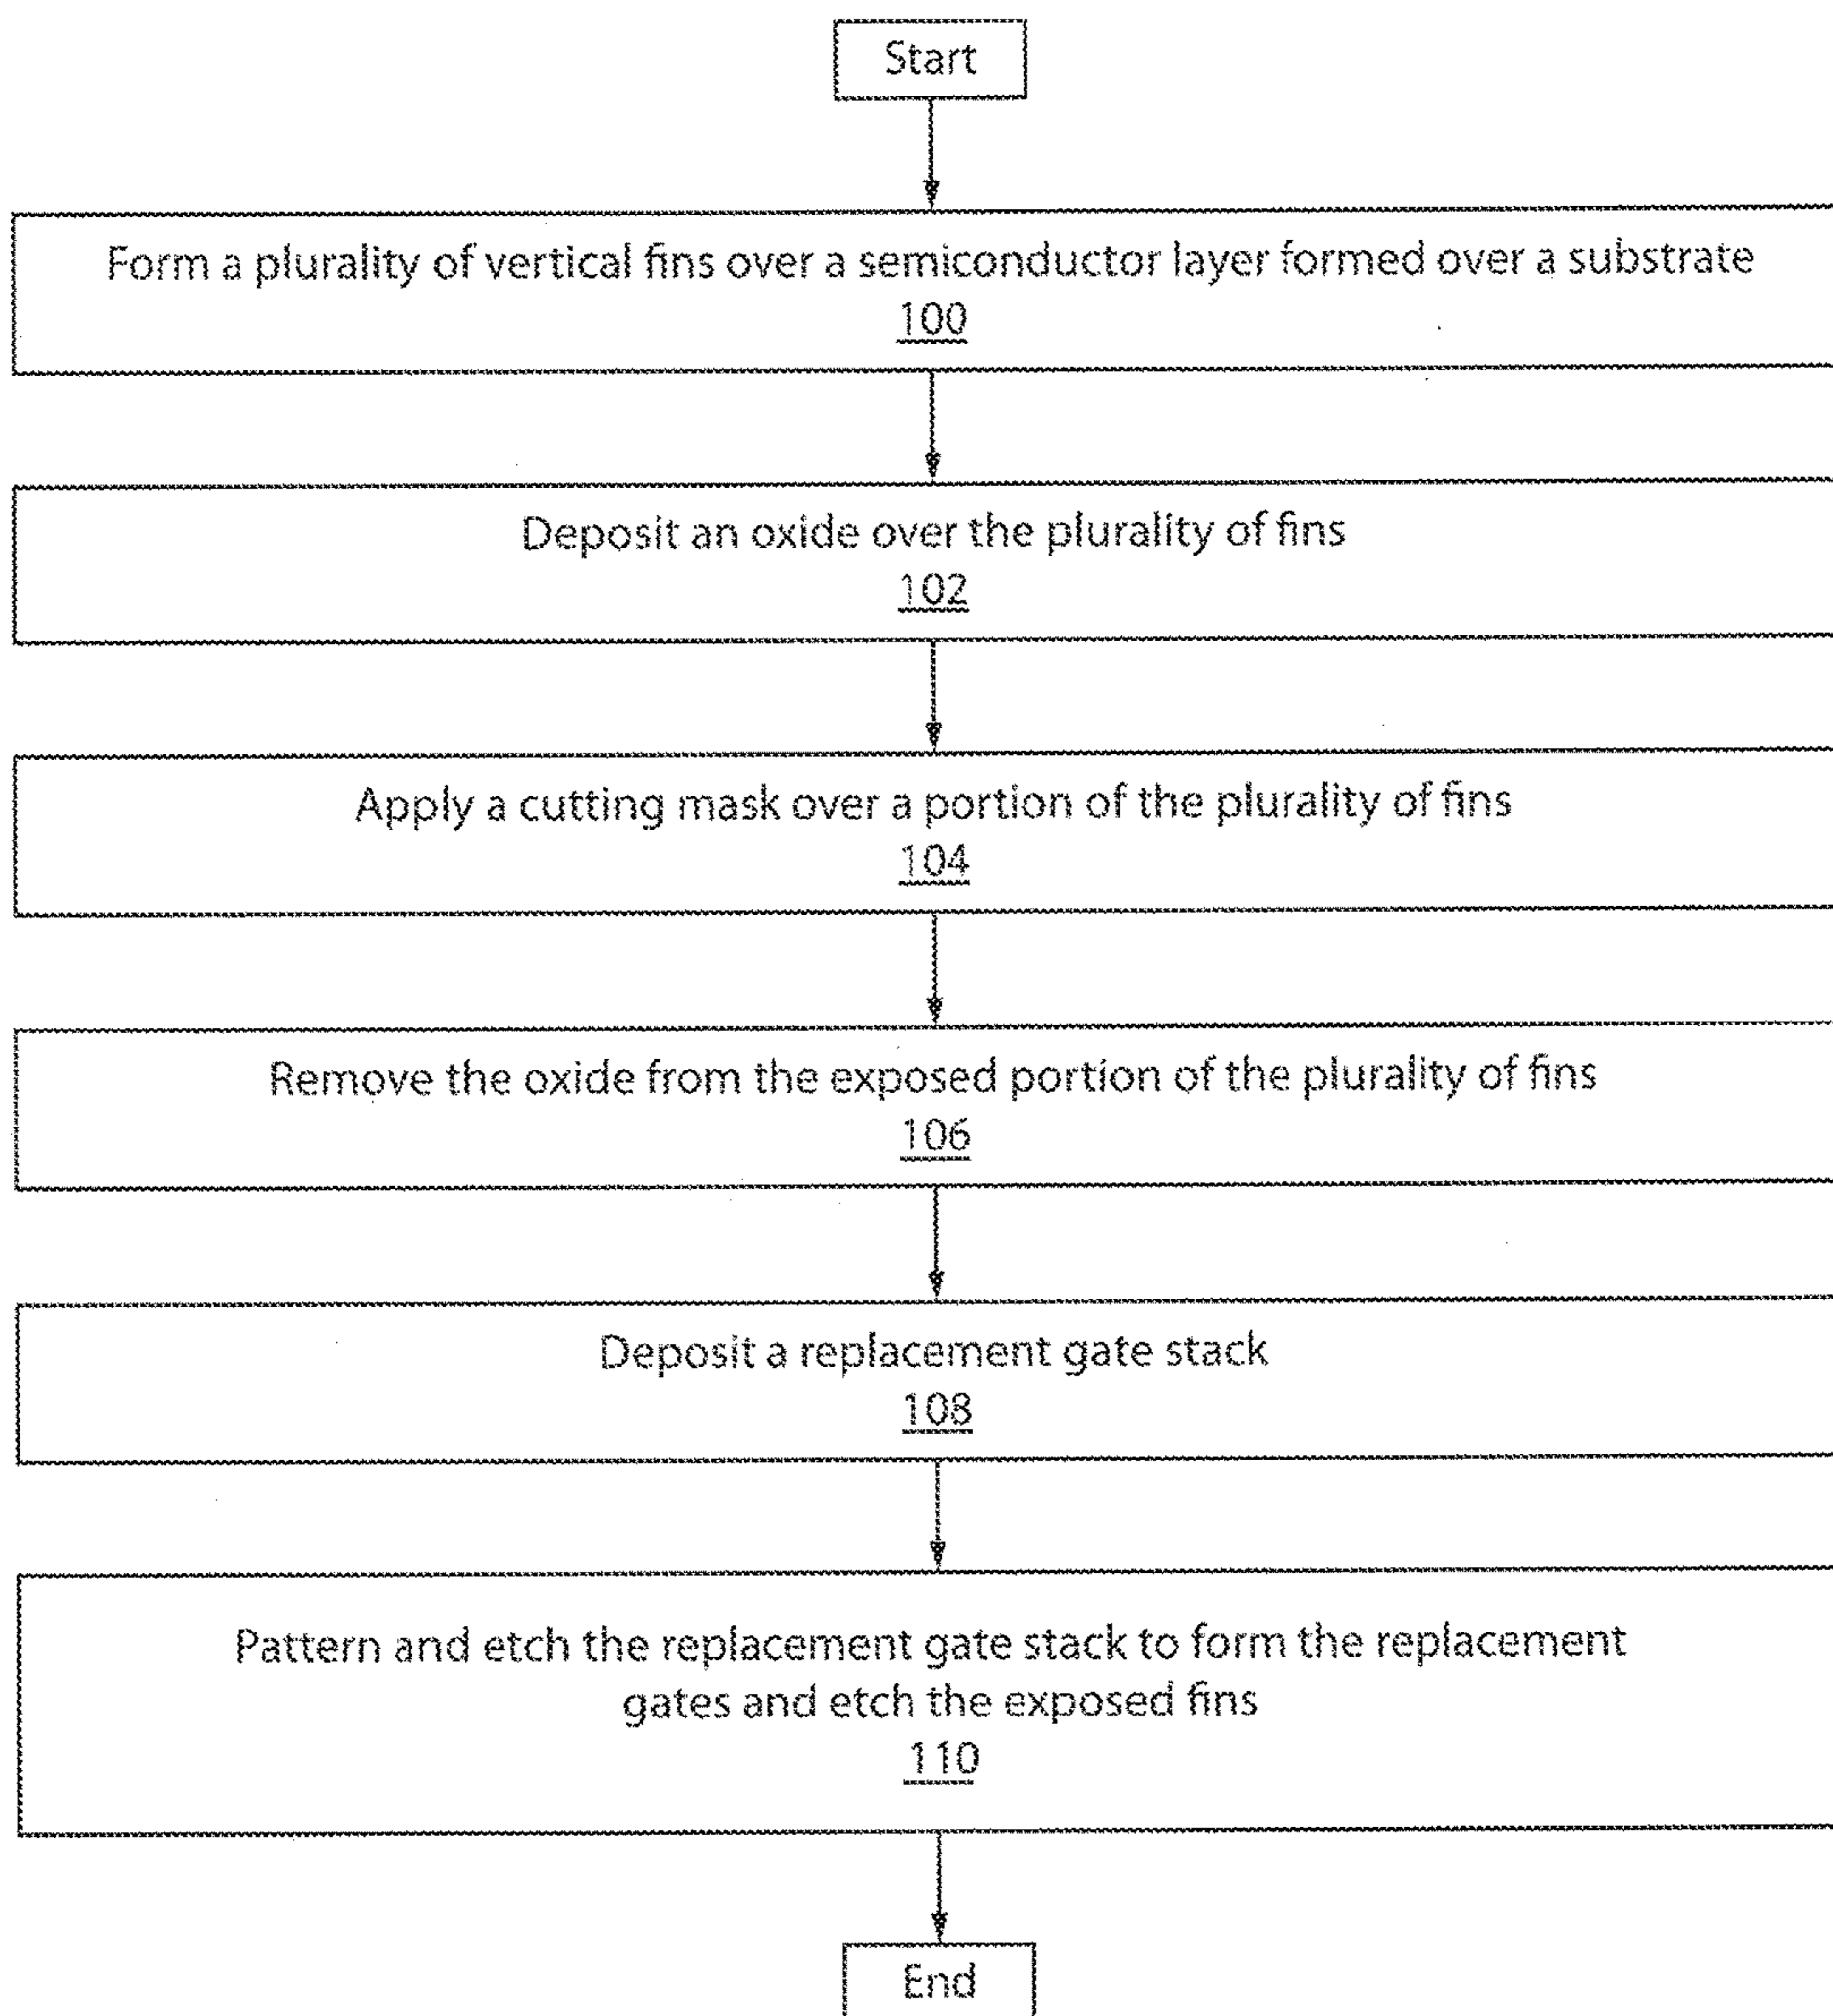 Start
Form a plurality of vertical fins over a semiconductor layer formed over a substrate
100
Deposit an oxide over the plurality of fins
102
Apply a cutting mask over a portion of the plurality of fins
104
Remove the oxide from the exposed portion of the plurality of fins
106
Deposit a replacement gate stack
108
Pattern and etch the replacement gate stack to form the replacement
gates and etch the exposed fins
110
End